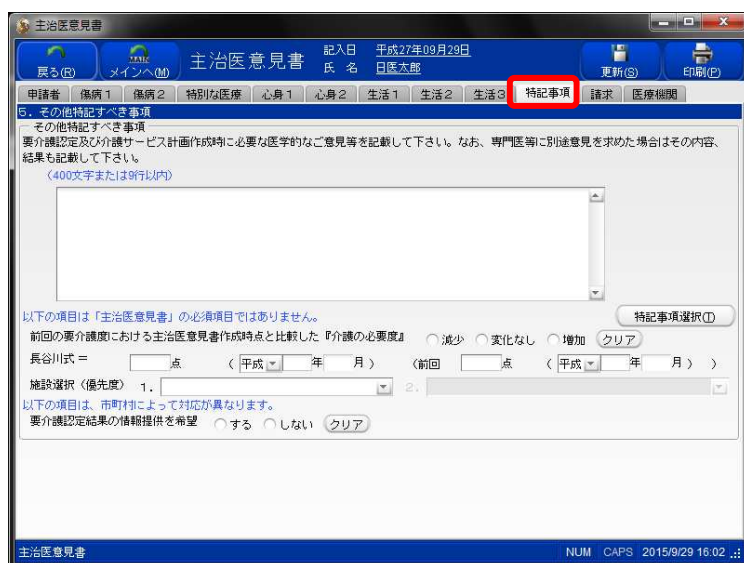 主治医意見書
戻る(R) メインへ(M) 主治医意見書 記入日 平成27年09月29日 更新(S) 印刷(P)
氏 名 日医太郎
申請者 傷病1 傷病2 特別な医療 心身1 心身2 生活1 生活2 生活3 特記事項 請求 医療機関
5. その他特記すべき事項
その他特記すべき事項
要介護認定及び介護サービス計画作成時に必要な医学的なご意見等を記載して下さい。なお、専門医等に別途意見を求めた場合はその内容、
結果も記載して下さい。
(400文字または9行以内)
以下の項目は「主治医意見書」の必須項目ではありません。 特記事項選択(T)
前回の要介護度における主治医意見書作成時点と比較した『介護の必要度』 減少 変化なし 増加 クリア
長谷川式 = 点 ( 平成 年 月 ) (前回 点 ( 平成 年 月 ) )
施設選択(優先度) 1. 2.
以下の項目は、市町村によって対応が異なります。
要介護認定結果の情報提供を希望 する しない クリア
主治医意見書 NUM CAPS 2015/9/29 16:02